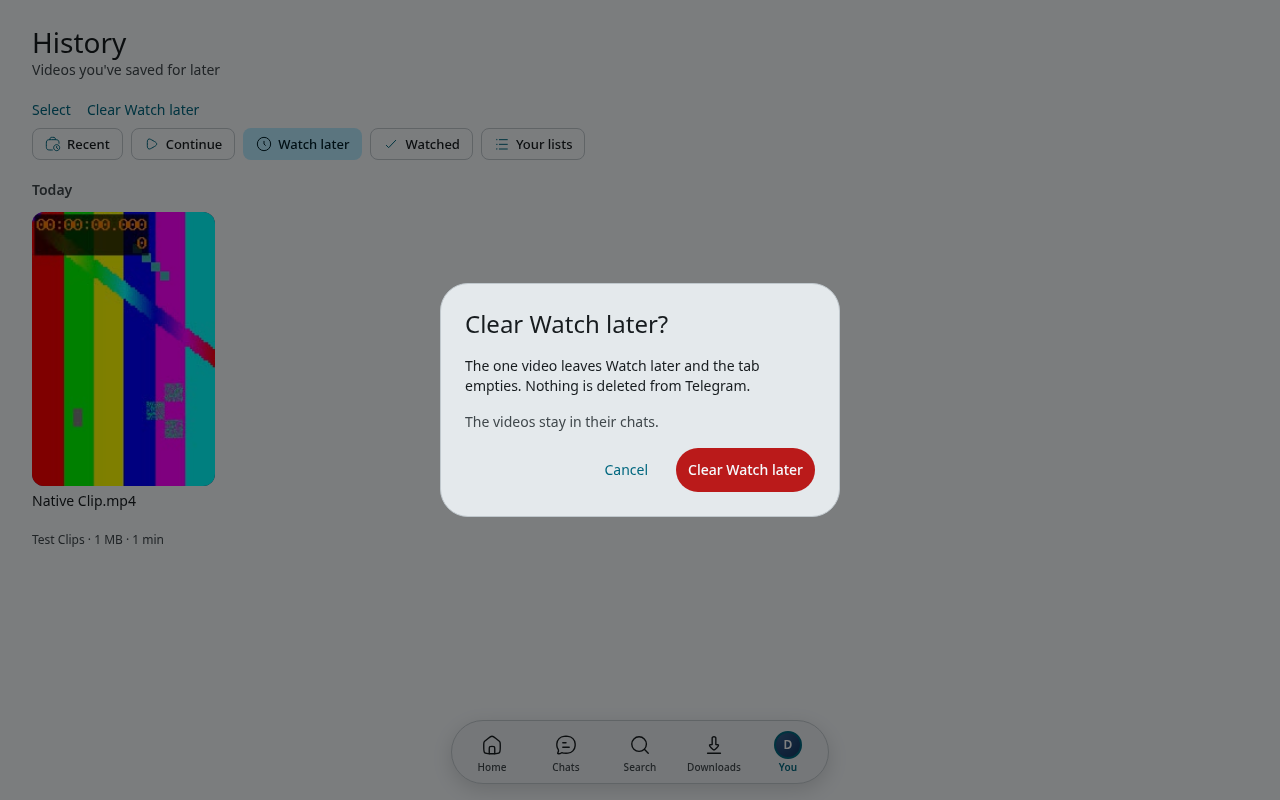 History
Videos you've saved for later
Select Clear Watch later
Recent Continue Watch later Watched Your lists
Today
00:00:00.000
0
Native Clip.mp4
Test Clips · 1 MB · 1 min
Clear Watch later?
The one video leaves Watch later and the tab
empties. Nothing is deleted from Telegram.
The videos stay in their chats.
Cancel Clear Watch later
D
Home Chats Search Downloads You